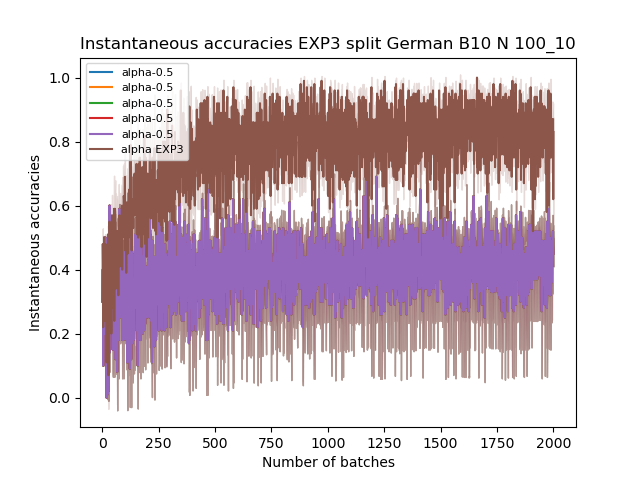 Instantaneous accuracies EXP3 split German B10 N 100_10
alpha-0.5
alpha-0.5
alpha-0.5
alpha-0.5
alpha-0.5
alpha EXP3
1.0
0.8
0.6
0.4
0.2
0.0
Instantaneous accuracies
0 250 500 750 1000 1250 1500 1750 2000
Number of batches